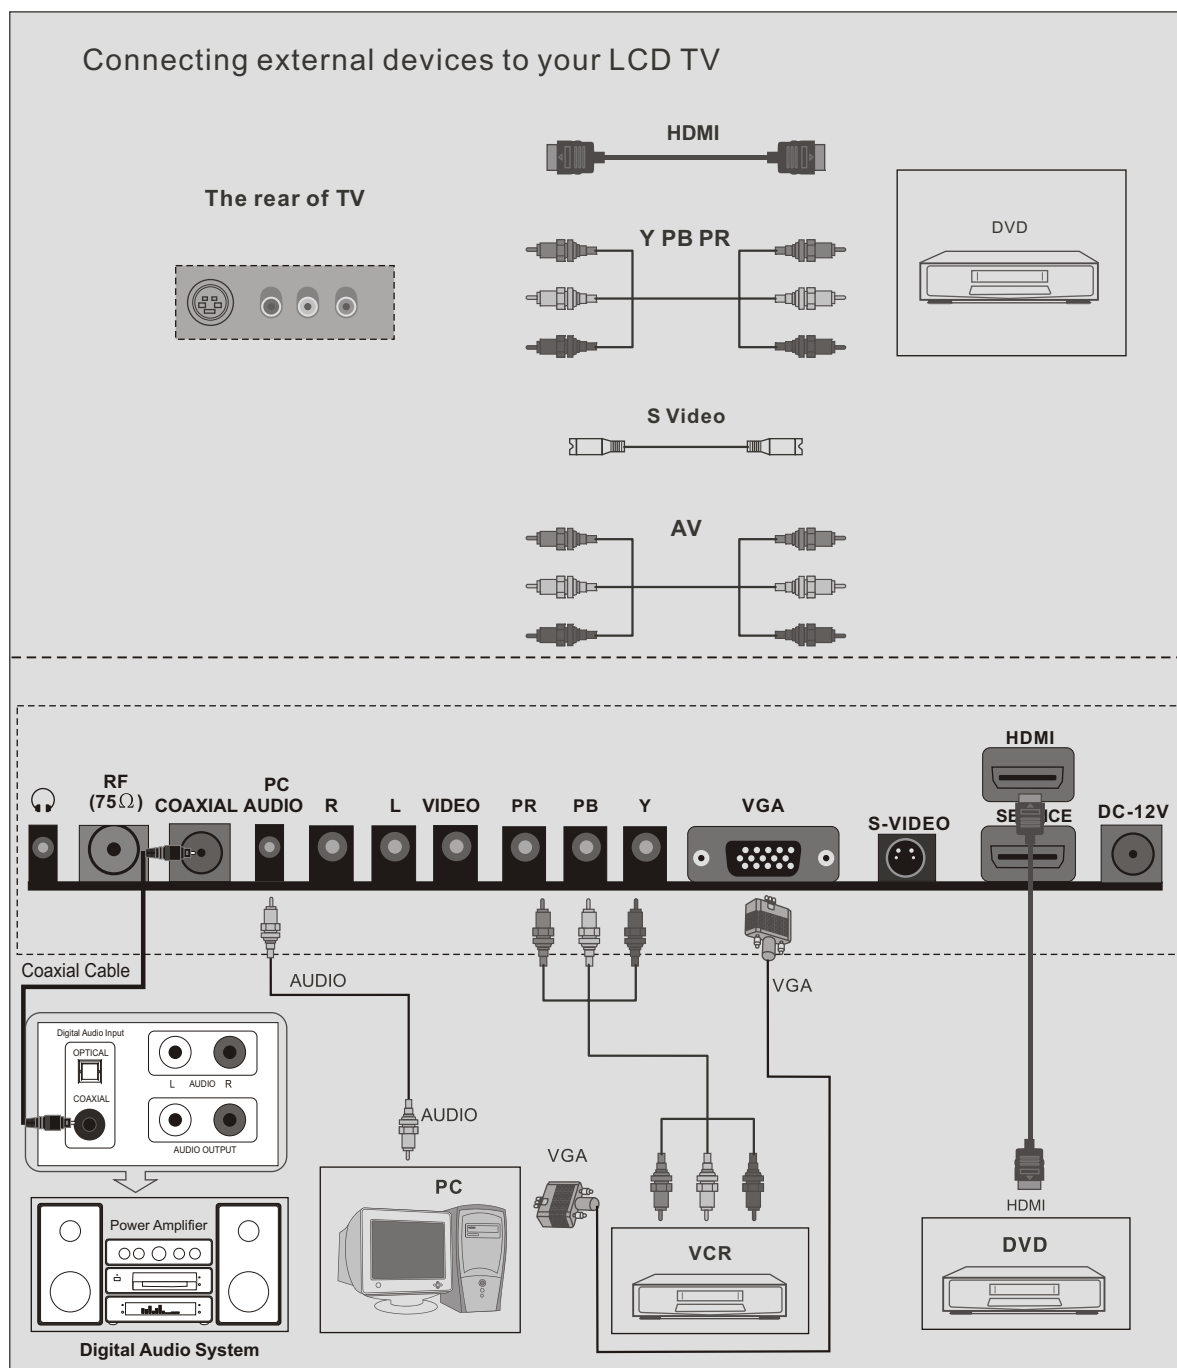 Connecting external devices to your LCD TV
HDMI
The rear of TV
Y PB PR
DVD
S Video
AV
HDMI
RF
(75Ω)
COAXIAL
PC
AUDIO
R
L
VIDEO
PR
PB
Y
VGA
S-VIDEO
DC-12V
Coaxial Cable
AUDIO
VGA
Digital Audio Input
OPTICAL
L AUDIO R
COAXIAL
AUDIO OUTPUT
AUDIO
VGA
PC
Power Amplifier
VCR
HDMI
DVD
Digital Audio System